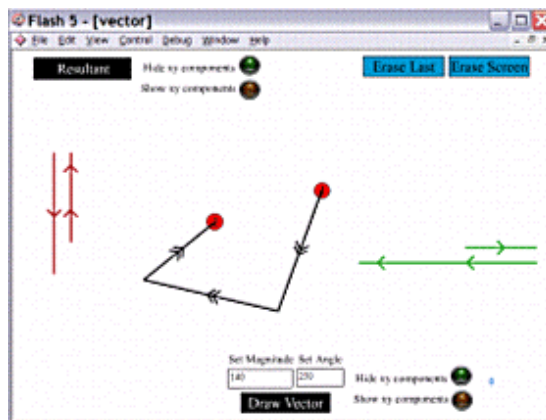 Flash 5 - [vector]
File Edit View Control Debug Window Help
Resultant
Hide xy components
Show xy components
Erase Last
Erase Screen
Set Magnitude Set Angle
140 250
Draw Vector
Hide xy components
Show xy components
0